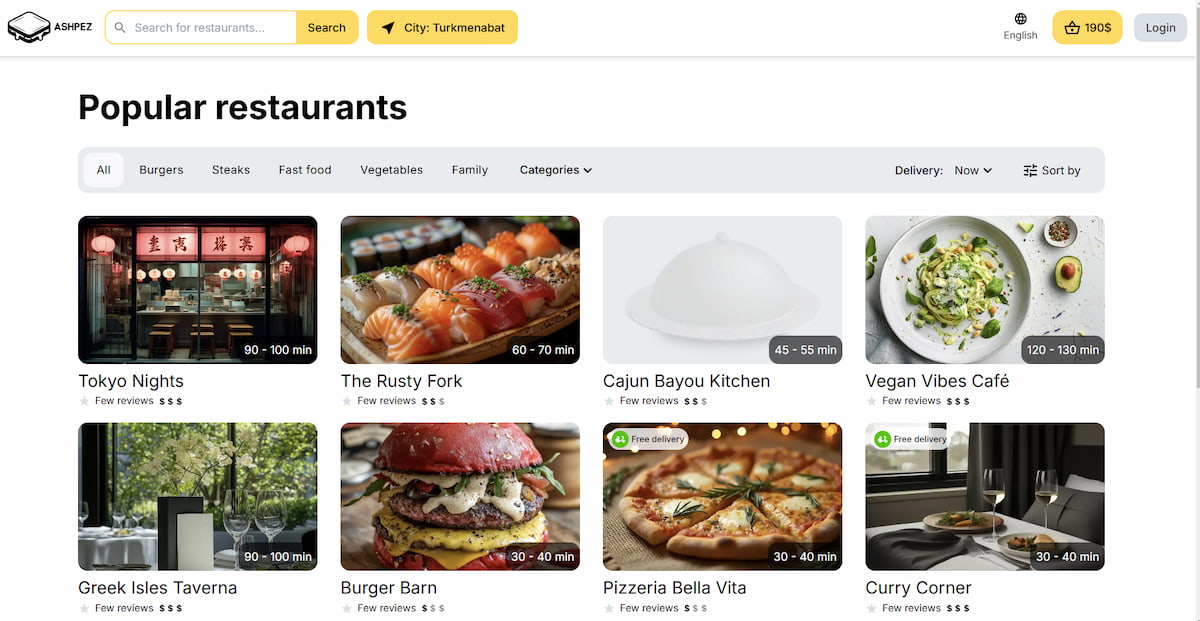 ASHPEZ
Search for restaurants...
Search
City: Turkmenabat
English
190$
Login
Popular restaurants
All
Burgers
Steaks
Fast food
Vegetables
Family
Categories
Delivery: Now
Sort by
90 - 100 min
60 - 70 min
45 - 55 min
120 - 130 min
Tokyo Nights
The Rusty Fork
Cajun Bayou Kitchen
Vegan Vibes Café
Few reviews $ $ $
Few reviews $ $ $
Few reviews $ $ $
Few reviews $ $ $
Free delivery
Free delivery
90 - 100 min
30 - 40 min
30 - 40 min
30 - 40 min
Greek Isles Taverna
Burger Barn
Pizzeria Bella Vita
Curry Corner
Few reviews $ $ $
Few reviews $ $ $
Few reviews $ $ $
Few reviews $ $ $